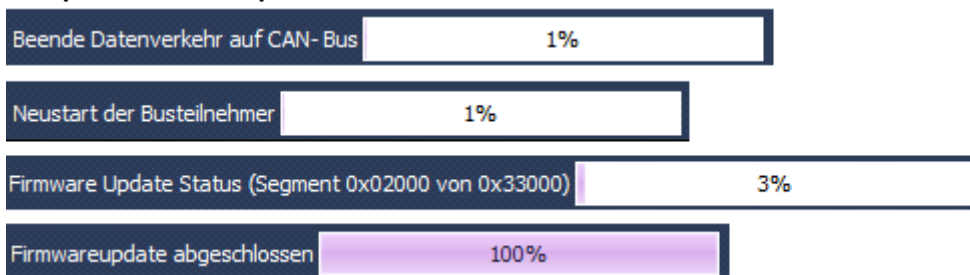 Beende Datenverkehr auf CAN- Bus 1%
Neustart der Busteilnehmer 1%
Firmware Update Status (Segment 0x02000 von 0x33000) 3%
Firmwareupdate abgeschlossen 100%